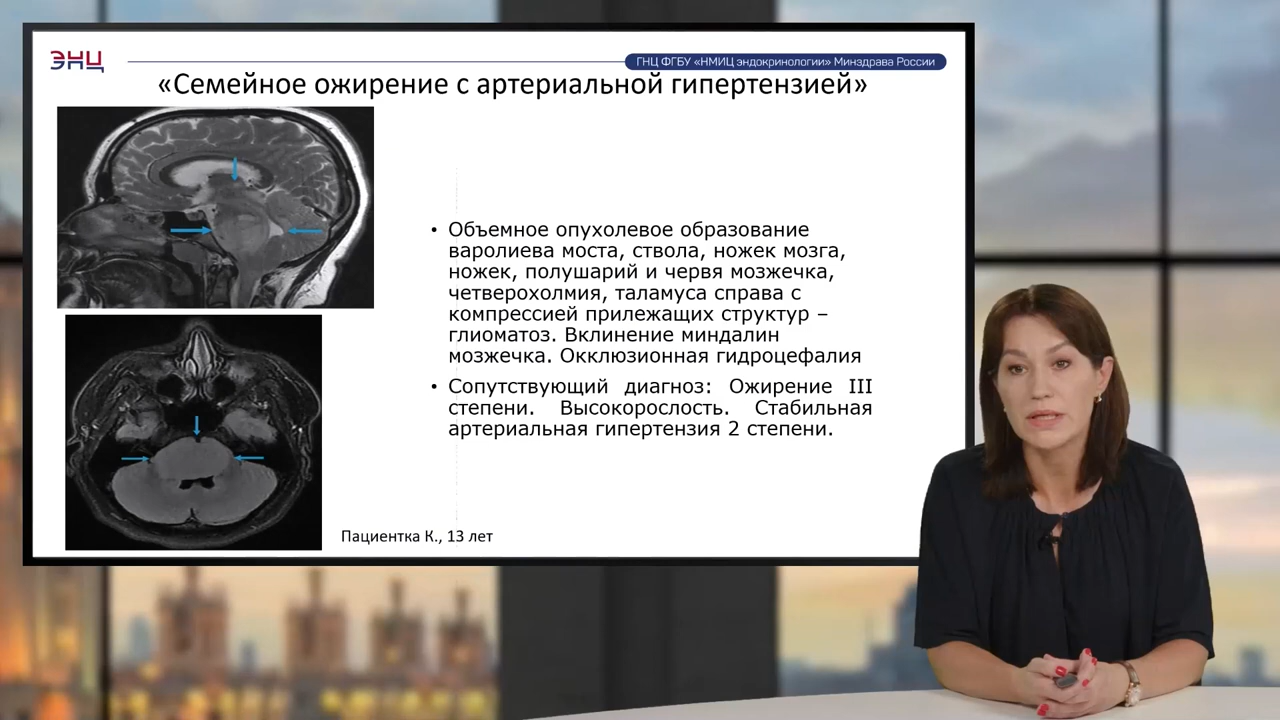 ЭНЦ
ГНЦ ФГБУ «НМИЦ эндокринологии» Минздрава России
«Семейное ожирение с артериальной гипертензией»
• Объемное опухолевое образование
варолиева моста, ствола, ножек мозга,
ножек, полушарий и червя мозжечка,
четверохолмия, таламуса справа с
компрессией прилежащих структур –
глиоматоз. Вклинение миндалин
мозжечка. Окклюзионная гидроцефалия
• Сопутствующий диагноз: Ожирение III
степени. Высокорослость. Стабильная
артериальная гипертензия 2 степени.
Пациентка К., 13 лет